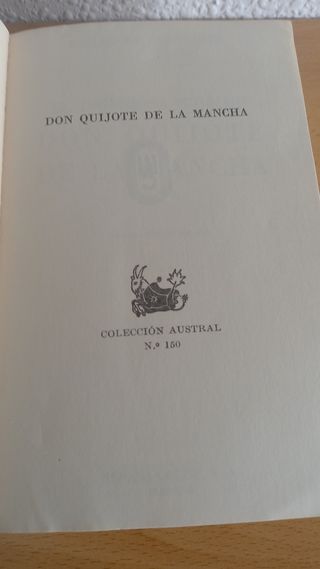 DON QUIJOTE DE LA MANCHA
COLECCIÓN AUSTRAL
N.º 150